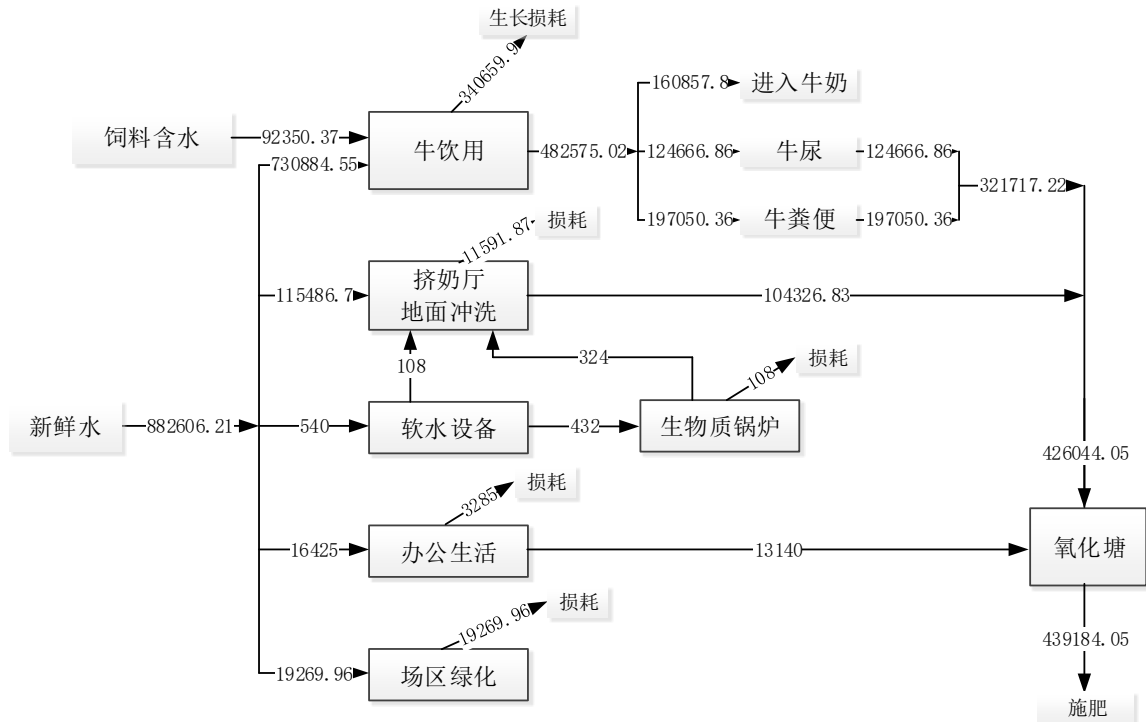 生长损耗
340659.9
饲料含水
92350.37
730884.55
牛饮用
482575.02
160857.8
进入牛奶
124666.86
牛尿
124666.86
197050.36
牛粪便
197050.36
321717.22
损耗
11591.87
115486.7
挤奶厅
地面冲洗
104326.83
108
324
损耗
108
新鲜水
882606.21
540
软水设备
432
生物质锅炉
426044.05
损耗
3285
16425
办公生活
13140
氧化塘
损耗
19269.96
19269.96
场区绿化
439184.05
施肥